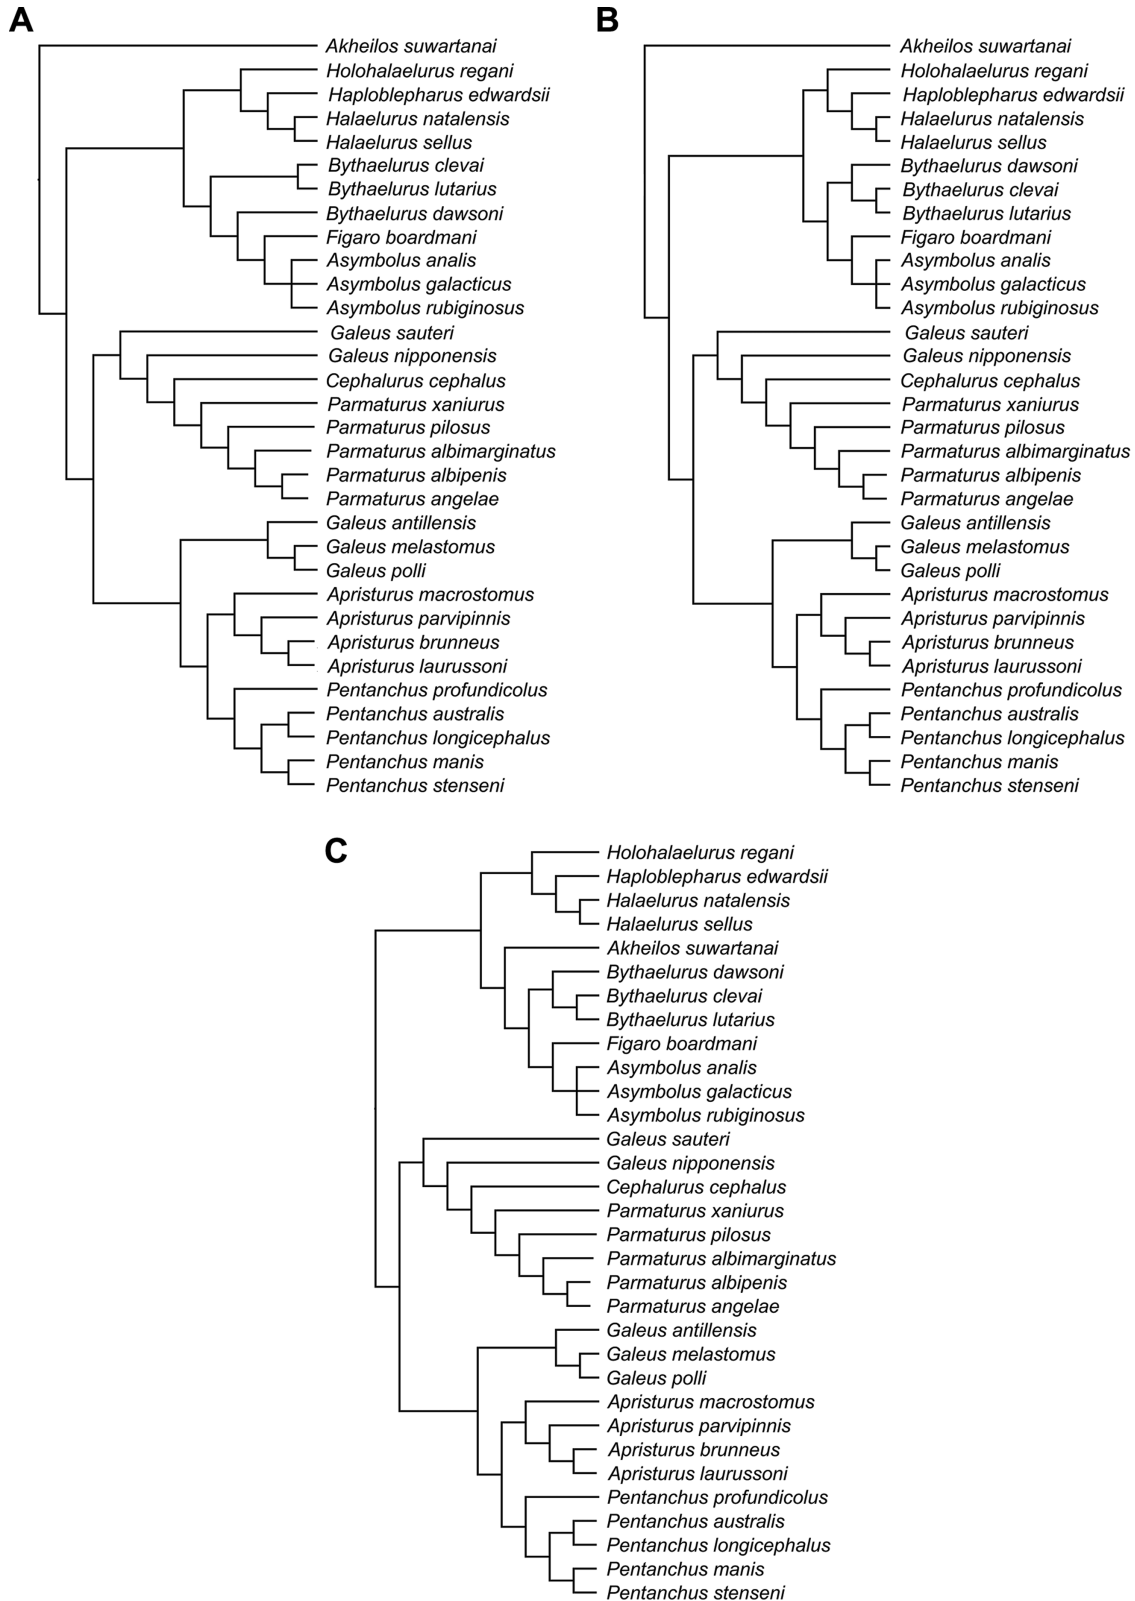 A
Akheilos suwartanai
Holohalaelurus regani
Haploblepharus edwardsii
Halaelurus natalensis
Halaelurus sellus
Bythaelurus clevai
Bythaelurus lutarius
Bythaelurus dawsoni
Figaro boardmani
Asymbolus analis
Asymbolus galacticus
Asymbolus rubiginosus
Galeus sauteri
Galeus nipponensis
Cephalurus cephalus
Parmaturus xaniurus
Parmaturus pilosus
Parmaturus albimarginatus
Parmaturus albipenis
Parmaturus angelae
Galeus antillensis
Galeus melastomus
Galeus polli
Apristurus macrostomus
Apristurus parvipinnis
Apristurus brunneus
Apristurus laurussoni
Pentanchus profundicolus
Pentanchus australis
Pentanchus longicephalus
Pentanchus manis
Pentanchus stenseni
B
Akheilos suwartanai
Holohalaelurus regani
Haploblepharus edwardsii
Halaelurus natalensis
Halaelurus sellus
Bythaelurus dawsoni
Bythaelurus clevai
Bythaelurus lutarius
Figaro boardmani
Asymbolus analis
Asymbolus galacticus
Asymbolus rubiginosus
Galeus sauteri
Galeus nipponensis
Cephalurus cephalus
Parmaturus xaniurus
Parmaturus pilosus
Parmaturus albimarginatus
Parmaturus albipenis
Parmaturus angelae
Galeus antillensis
Galeus melastomus
Galeus polli
Apristurus macrostomus
Apristurus parvipinnis
Apristurus brunneus
Apristurus laurussoni
Pentanchus profundicolus
Pentanchus australis
Pentanchus longicephalus
Pentanchus manis
Pentanchus stenseni
C
Holohalaelurus regani
Haploblepharus edwardsii
Halaelurus natalensis
Halaelurus sellus
Akheilos suwartanai
Bythaelurus dawsoni
Bythaelurus clevai
Bythaelurus lutarius
Figaro boardmani
Asymbolus analis
Asymbolus galacticus
Asymbolus rubiginosus
Galeus sauteri
Galeus nipponensis
Cephalurus cephalus
Parmaturus xaniurus
Parmaturus pilosus
Parmaturus albimarginatus
Parmaturus albipenis
Parmaturus angelae
Galeus antillensis
Galeus melastomus
Galeus polli
Apristurus macrostomus
Apristurus parvipinnis
Apristurus brunneus
Apristurus laurussoni
Pentanchus profundicolus
Pentanchus australis
Pentanchus longicephalus
Pentanchus manis
Pentanchus stenseni